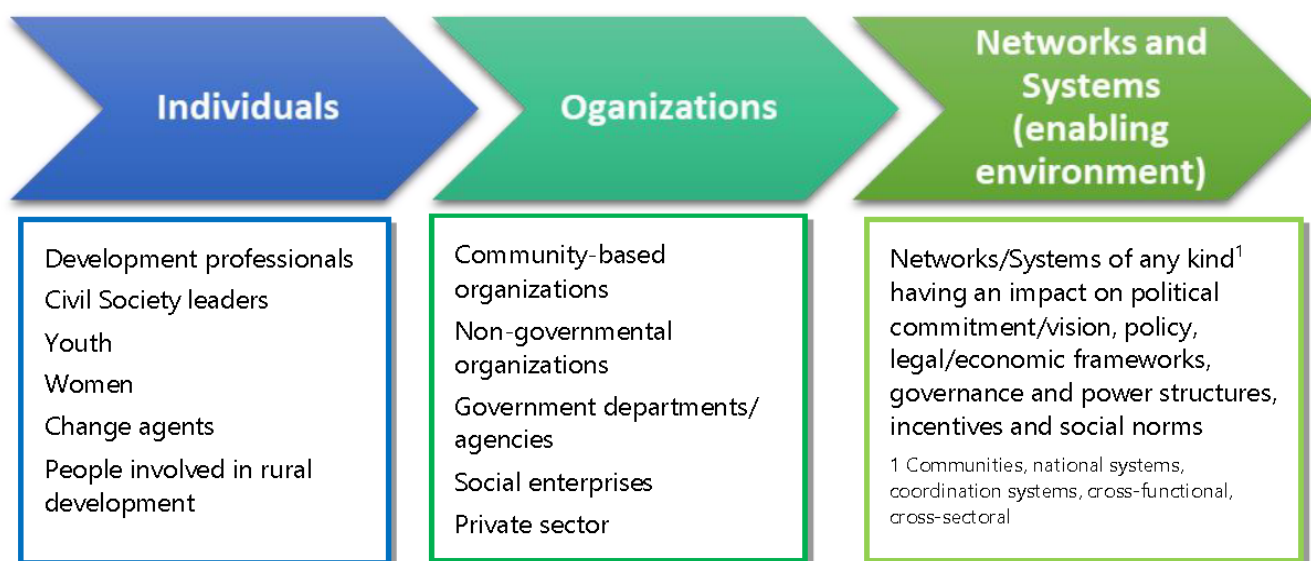 Individuals
Oganizations
Networks and
Systems
(enabling
environment)
Development professionals
Civil Society leaders
Youth
Women
Change agents
People involved in rural
development
Community-based
organizations
Non-governmental
organizations
Government departments/
agencies
Social enterprises
Private sector
Networks/Systems of any kind¹
having an impact on political
commitment/vision, policy,
legal/economic frameworks,
governance and power structures,
incentives and social norms
1 Communities, national systems,
coordination systems, cross-functional,
cross-sectoral